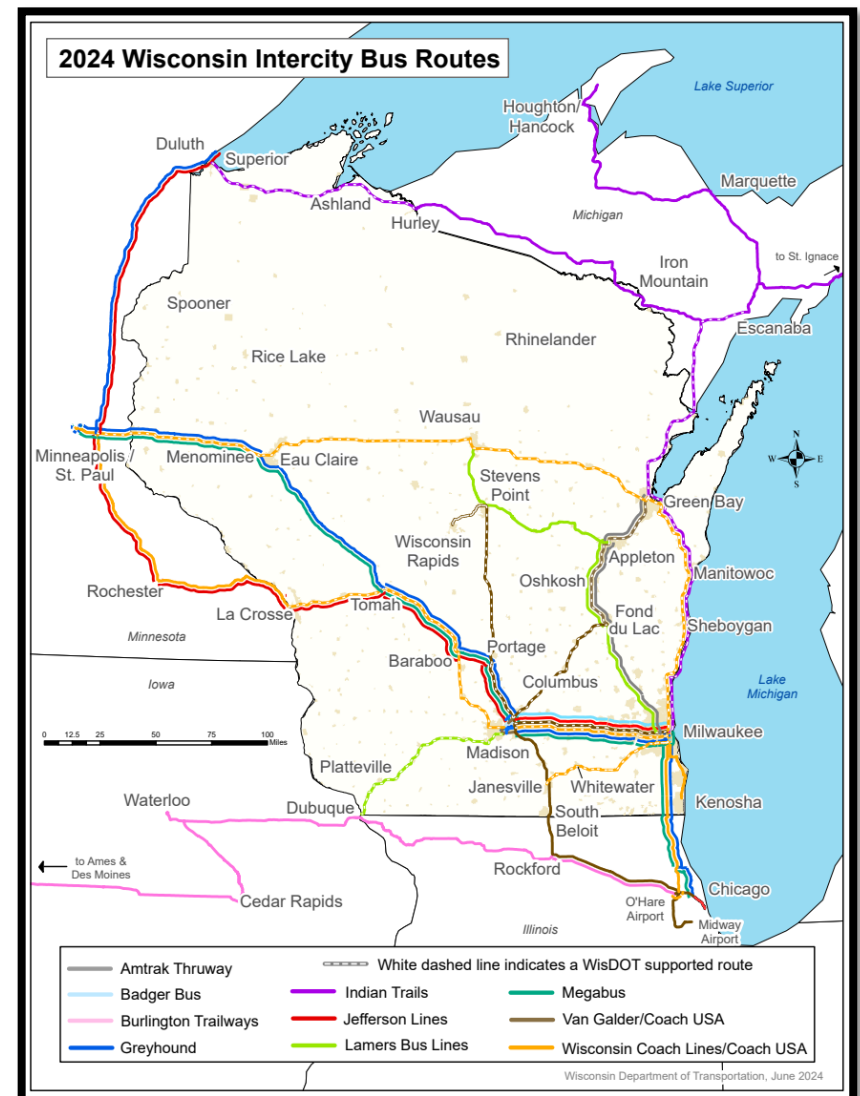 2024 Wisconsin Intercity Bus Routes
Lake Superior
Houghton/
Hancock
Duluth
Superior
Marquette
Ashland
Michigan
Hurley
Iron
Mountain
to St. Ignace
Spooner
Escanaba
Rhinelander
Rice Lake
Wausau
N
W
E
S
Minneapolis /
St. Paul
Menominee
Eau Claire
Stevens
Point
Green Bay
Wisconsin
Rapids
Appleton
Oshkosh
Manitowoc
Rochester
La Crosse
Tomah
Fond
du Lac
Sheboygan
Minnesota
Portage
Baraboo
Iowa
Columbus
Lake
Michigan
0 12.5 25 50 75 100
Miles
Milwaukee
Madison
Platteville
Janesville
Whitewater
Waterloo
Dubuque
Kenosha
South
Beloit
to Ames &
Des Moines
Rockford
Cedar Rapids
Chicago
O'Hare
Airport
Illinois
Midway
Airport
Amtrak Thruway
White dashed line indicates a WisDOT supported route
Badger Bus
Indian Trails
Megabus
Burlington Trailways
Jefferson Lines
Van Galder/Coach USA
Greyhound
Lamers Bus Lines
Wisconsin Coach Lines/Coach USA
Wisconsin Department of Transportation, June 2024